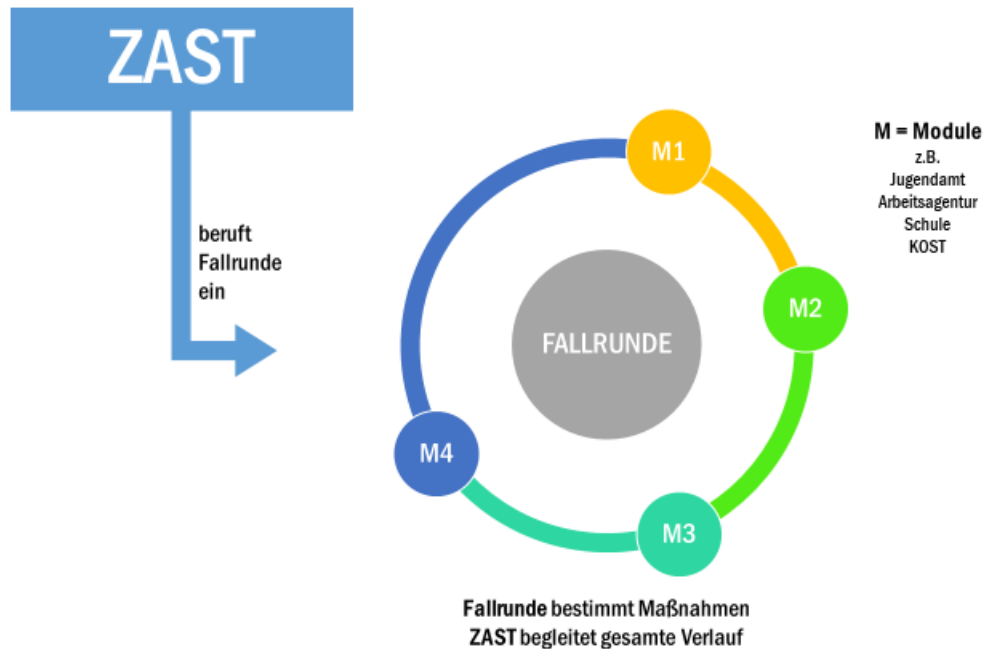 ZAST
beruft
Fallrunde
ein
M1
M = Module
z.B.
Jugendamt
Arbeitsagentur
Schule
KOST
M2
FALLRUNDE
M4
M3
Fallrunde bestimmt Maßnahmen
ZAST begleitet gesamte Verlauf